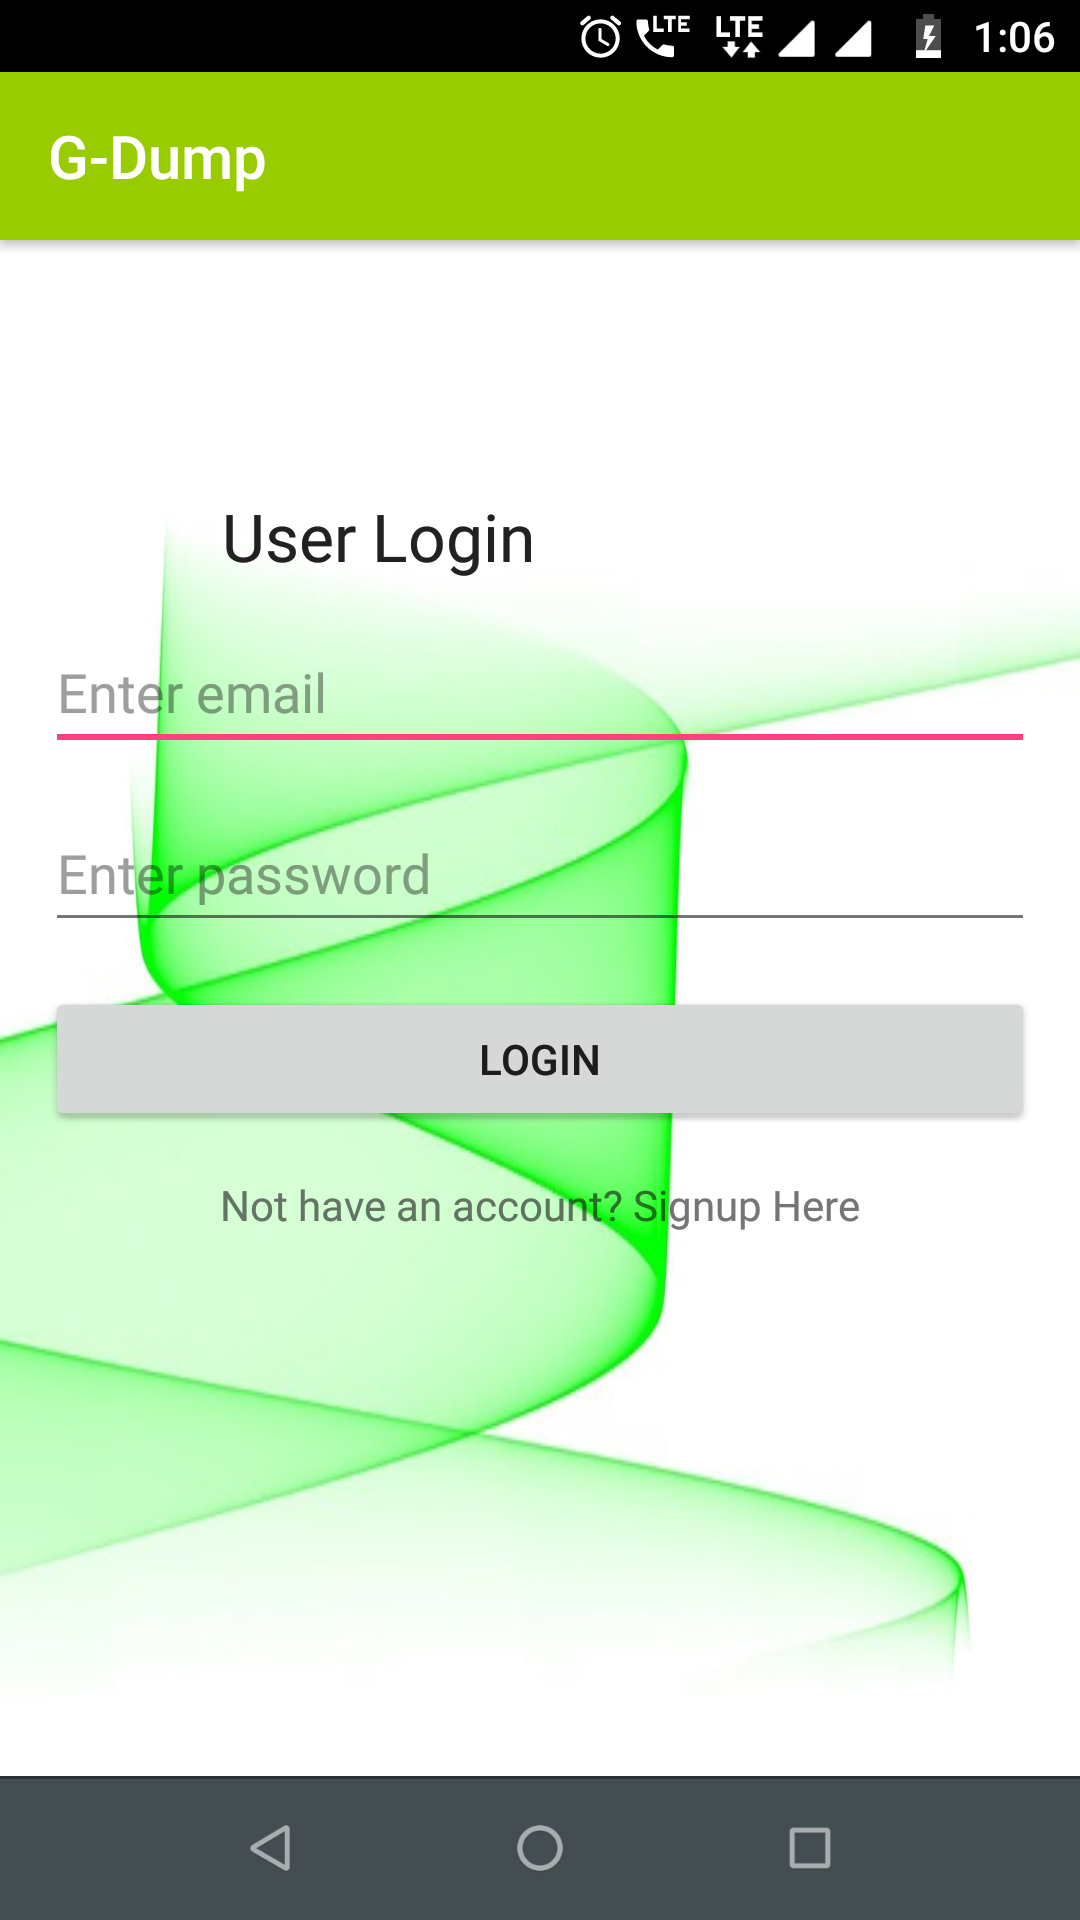 LTE LTE 1:06
G-Dump
User Login
Enter email
Enter password
LOGIN
Not have an account? Signup Here